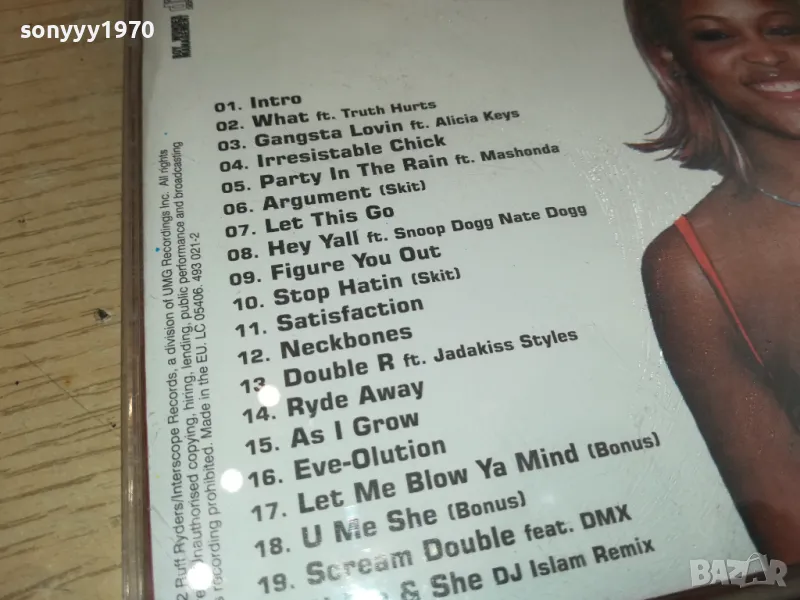 sonyyy1970
01. Intro
02. What ft. Truth Hurts
03. Gangsta Lovin ft. Alicia Keys
04. Irresistable Chick
05. Party In The Rain ft. Mashonda
06. Argument (Skit)
07. Let This Go
08. Hey Yall ft. Snoop Dogg Nate Dogg
09. Figure You Out
10. Stop Hatin (Skit)
11. Satisfaction
12. Neckbones
13. Double R ft. Jadakiss Styles
14. Ryde Away
15. As I Grow
16. Eve-Olution
17. Let Me Blow Ya Mind (Bonus)
18. U Me She (Bonus)
19. Scream Double feat. DMX
& She DJ Islam Remix
2 Ruff Ryders/Interscope Records, a division of UMG Recordings Inc. All rights
Unauthorised copying, hiring, lending, public performance and broadcasting
recording prohibited. Made in the EU. LC 05406. 493 021-2
BAZAR
bg